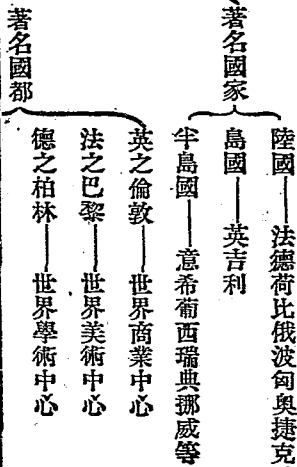 著名國家
陸國——法德荷比俄波匈奧捷克
島國——英吉利
半島國——意希葡西瑞典挪威等
著名國都
英之倫敦——世界商業中心
法之巴黎——世界美術中心
德之柏林——世界學術中心